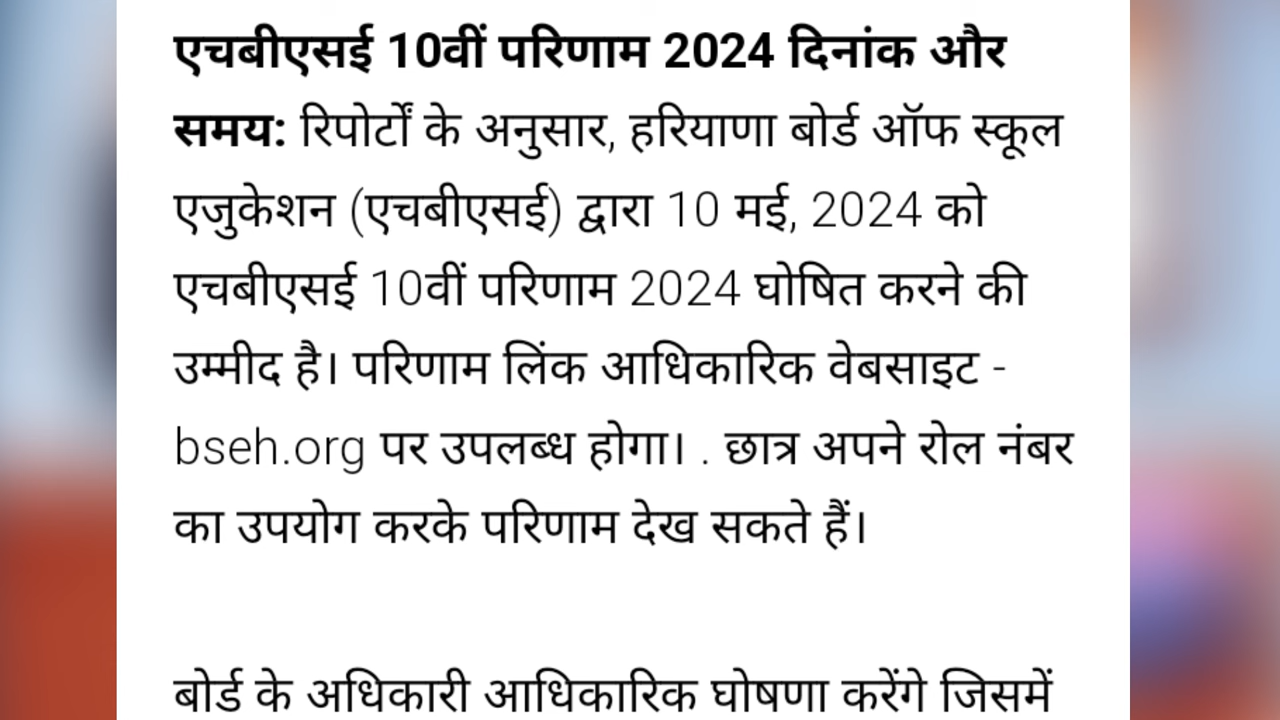 एचबीएसई 10वीं परिणाम 2024 दिनांक और
समय: रिपोर्टों के अनुसार, हरियाणा बोर्ड ऑफ स्कूल
एजुकेशन (एचबीएसई) द्वारा 10 मई, 2024 को
एचबीएसई 10वीं परिणाम 2024 घोषित करने की
उम्मीद है। परिणाम लिंक आधिकारिक वेबसाइट -
bseh.org पर उपलब्ध होगा। . छात्र अपने रोल नंबर
का उपयोग करके परिणाम देख सकते हैं।
बोर्ड के अधिकारी आधिकारिक घोषणा करेंगे जिसमें